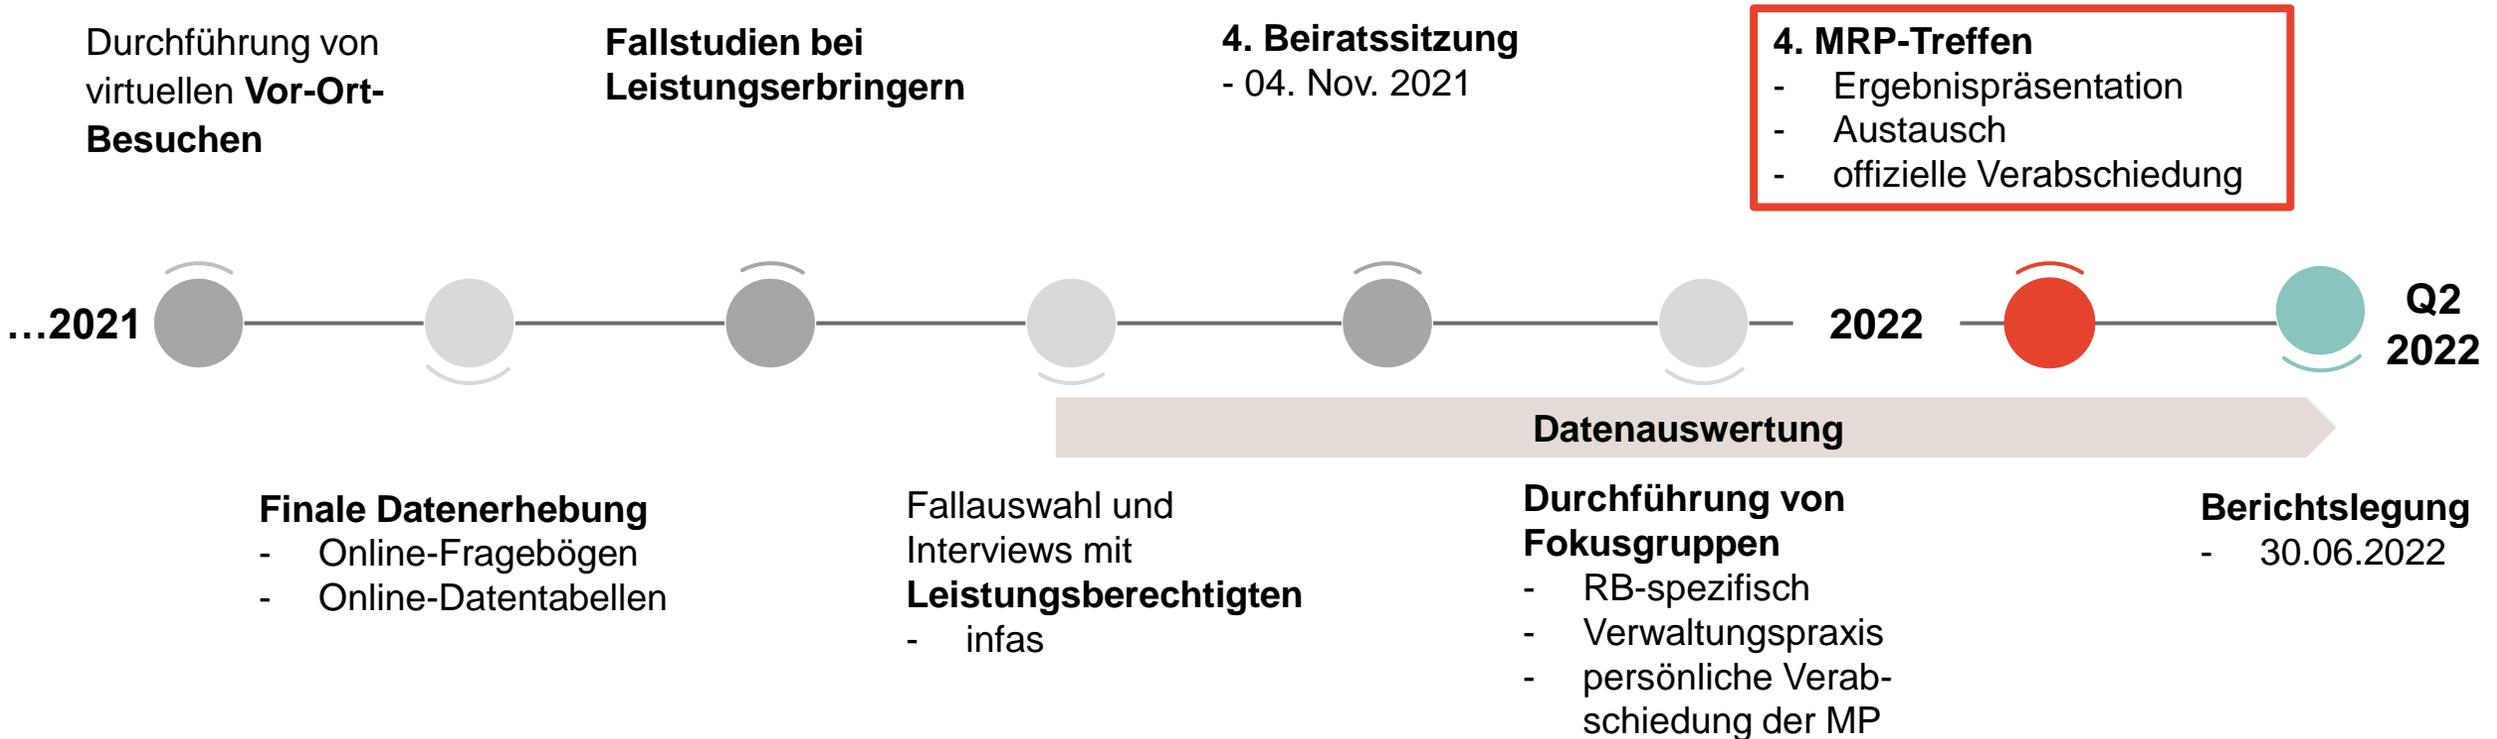 Durchführung von
virtuellen Vor-Ort-
Besuchen
Fallstudien bei
Leistungserbringern
4. Beiratssitzung
- 04. Nov. 2021
4. MRP-Treffen
- Ergebnispräsentation
- Austausch
- offizielle Verabschiedung
...2021
2022
Q2
2022
Datenauswertung
Finale Datenerhebung
- Online-Fragebögen
- Online-Datentabellen
Fallauswahl und
Interviews mit
Leistungsberechtigten
- infas
Durchführung von
Fokusgruppen
- RB-spezifisch
- Verwaltungspraxis
- persönliche Verab-
schiedung der MP
Berichtslegung
- 30.06.2022